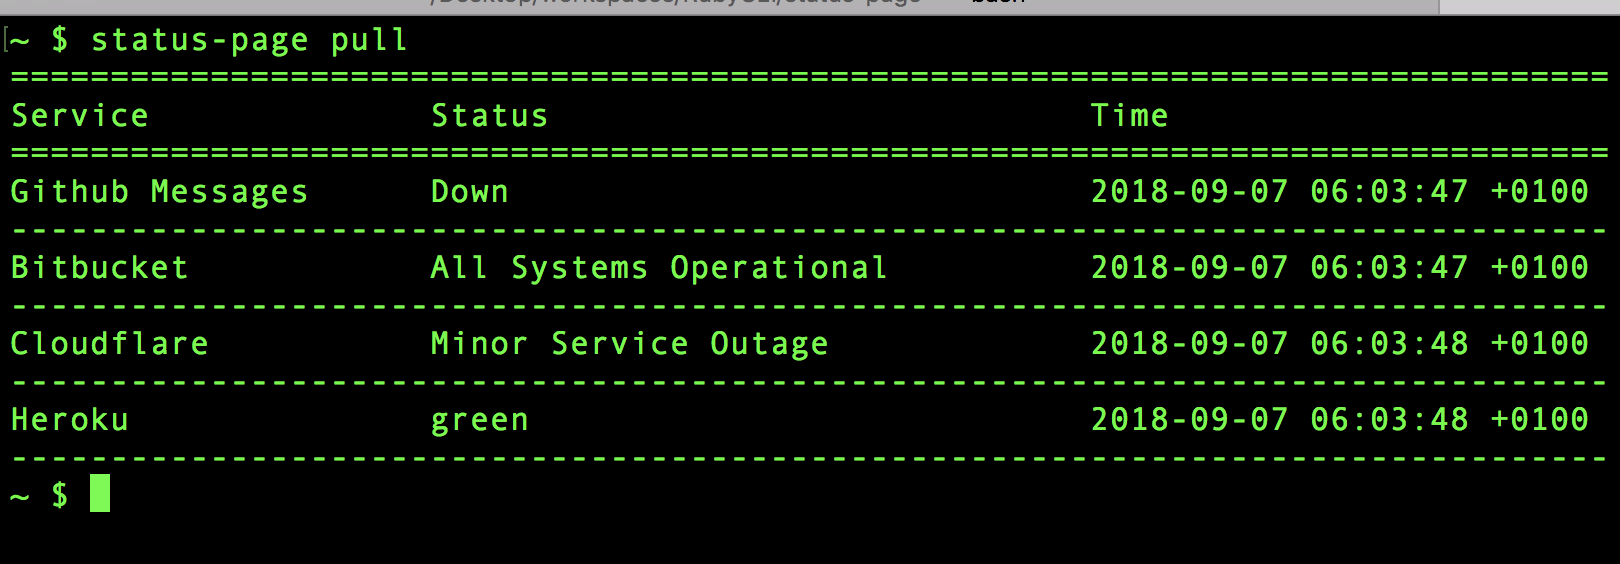 ~ $ status-page pull
================================================================================
Service Status Time
================================================================================
Github Messages Down 2018-09-07 06:03:47 +0100
--------------------------------------------------------------------------------
Bitbucket All Systems Operational 2018-09-07 06:03:47 +0100
--------------------------------------------------------------------------------
Cloudflare Minor Service Outage 2018-09-07 06:03:48 +0100
--------------------------------------------------------------------------------
Heroku green 2018-09-07 06:03:48 +0100
--------------------------------------------------------------------------------
~ $